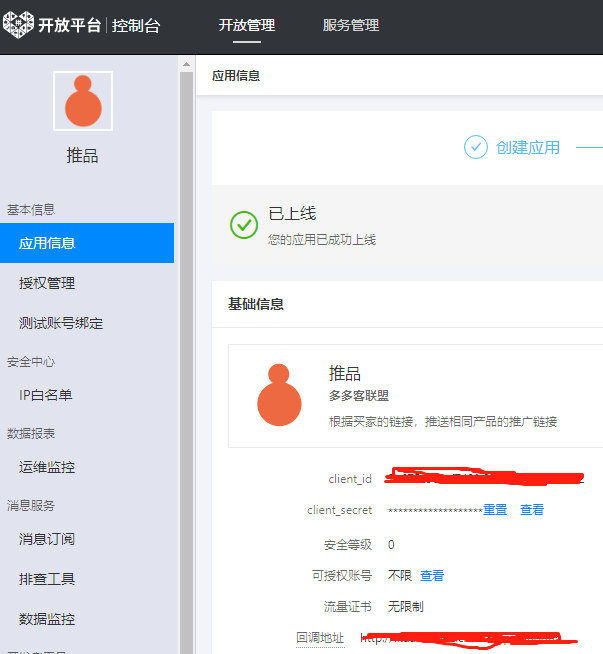 开放平台 控制台 开放管理 服务管理
推品
基本信息
应用信息
授权管理
测试账号绑定
安全中心
IP白名单
数据报表
运维监控
消息服务
消息订阅
排查工具
数据监控
应用信息
创建应用
已上线
您的应用已成功上线
基础信息
推品
多多客联盟
根据买家的链接，推送相同产品的推广链接
client_id
client_secret *******************重置 查看
安全等级 0
可授权账号 不限 查看
流量证书 无限制
回调地址